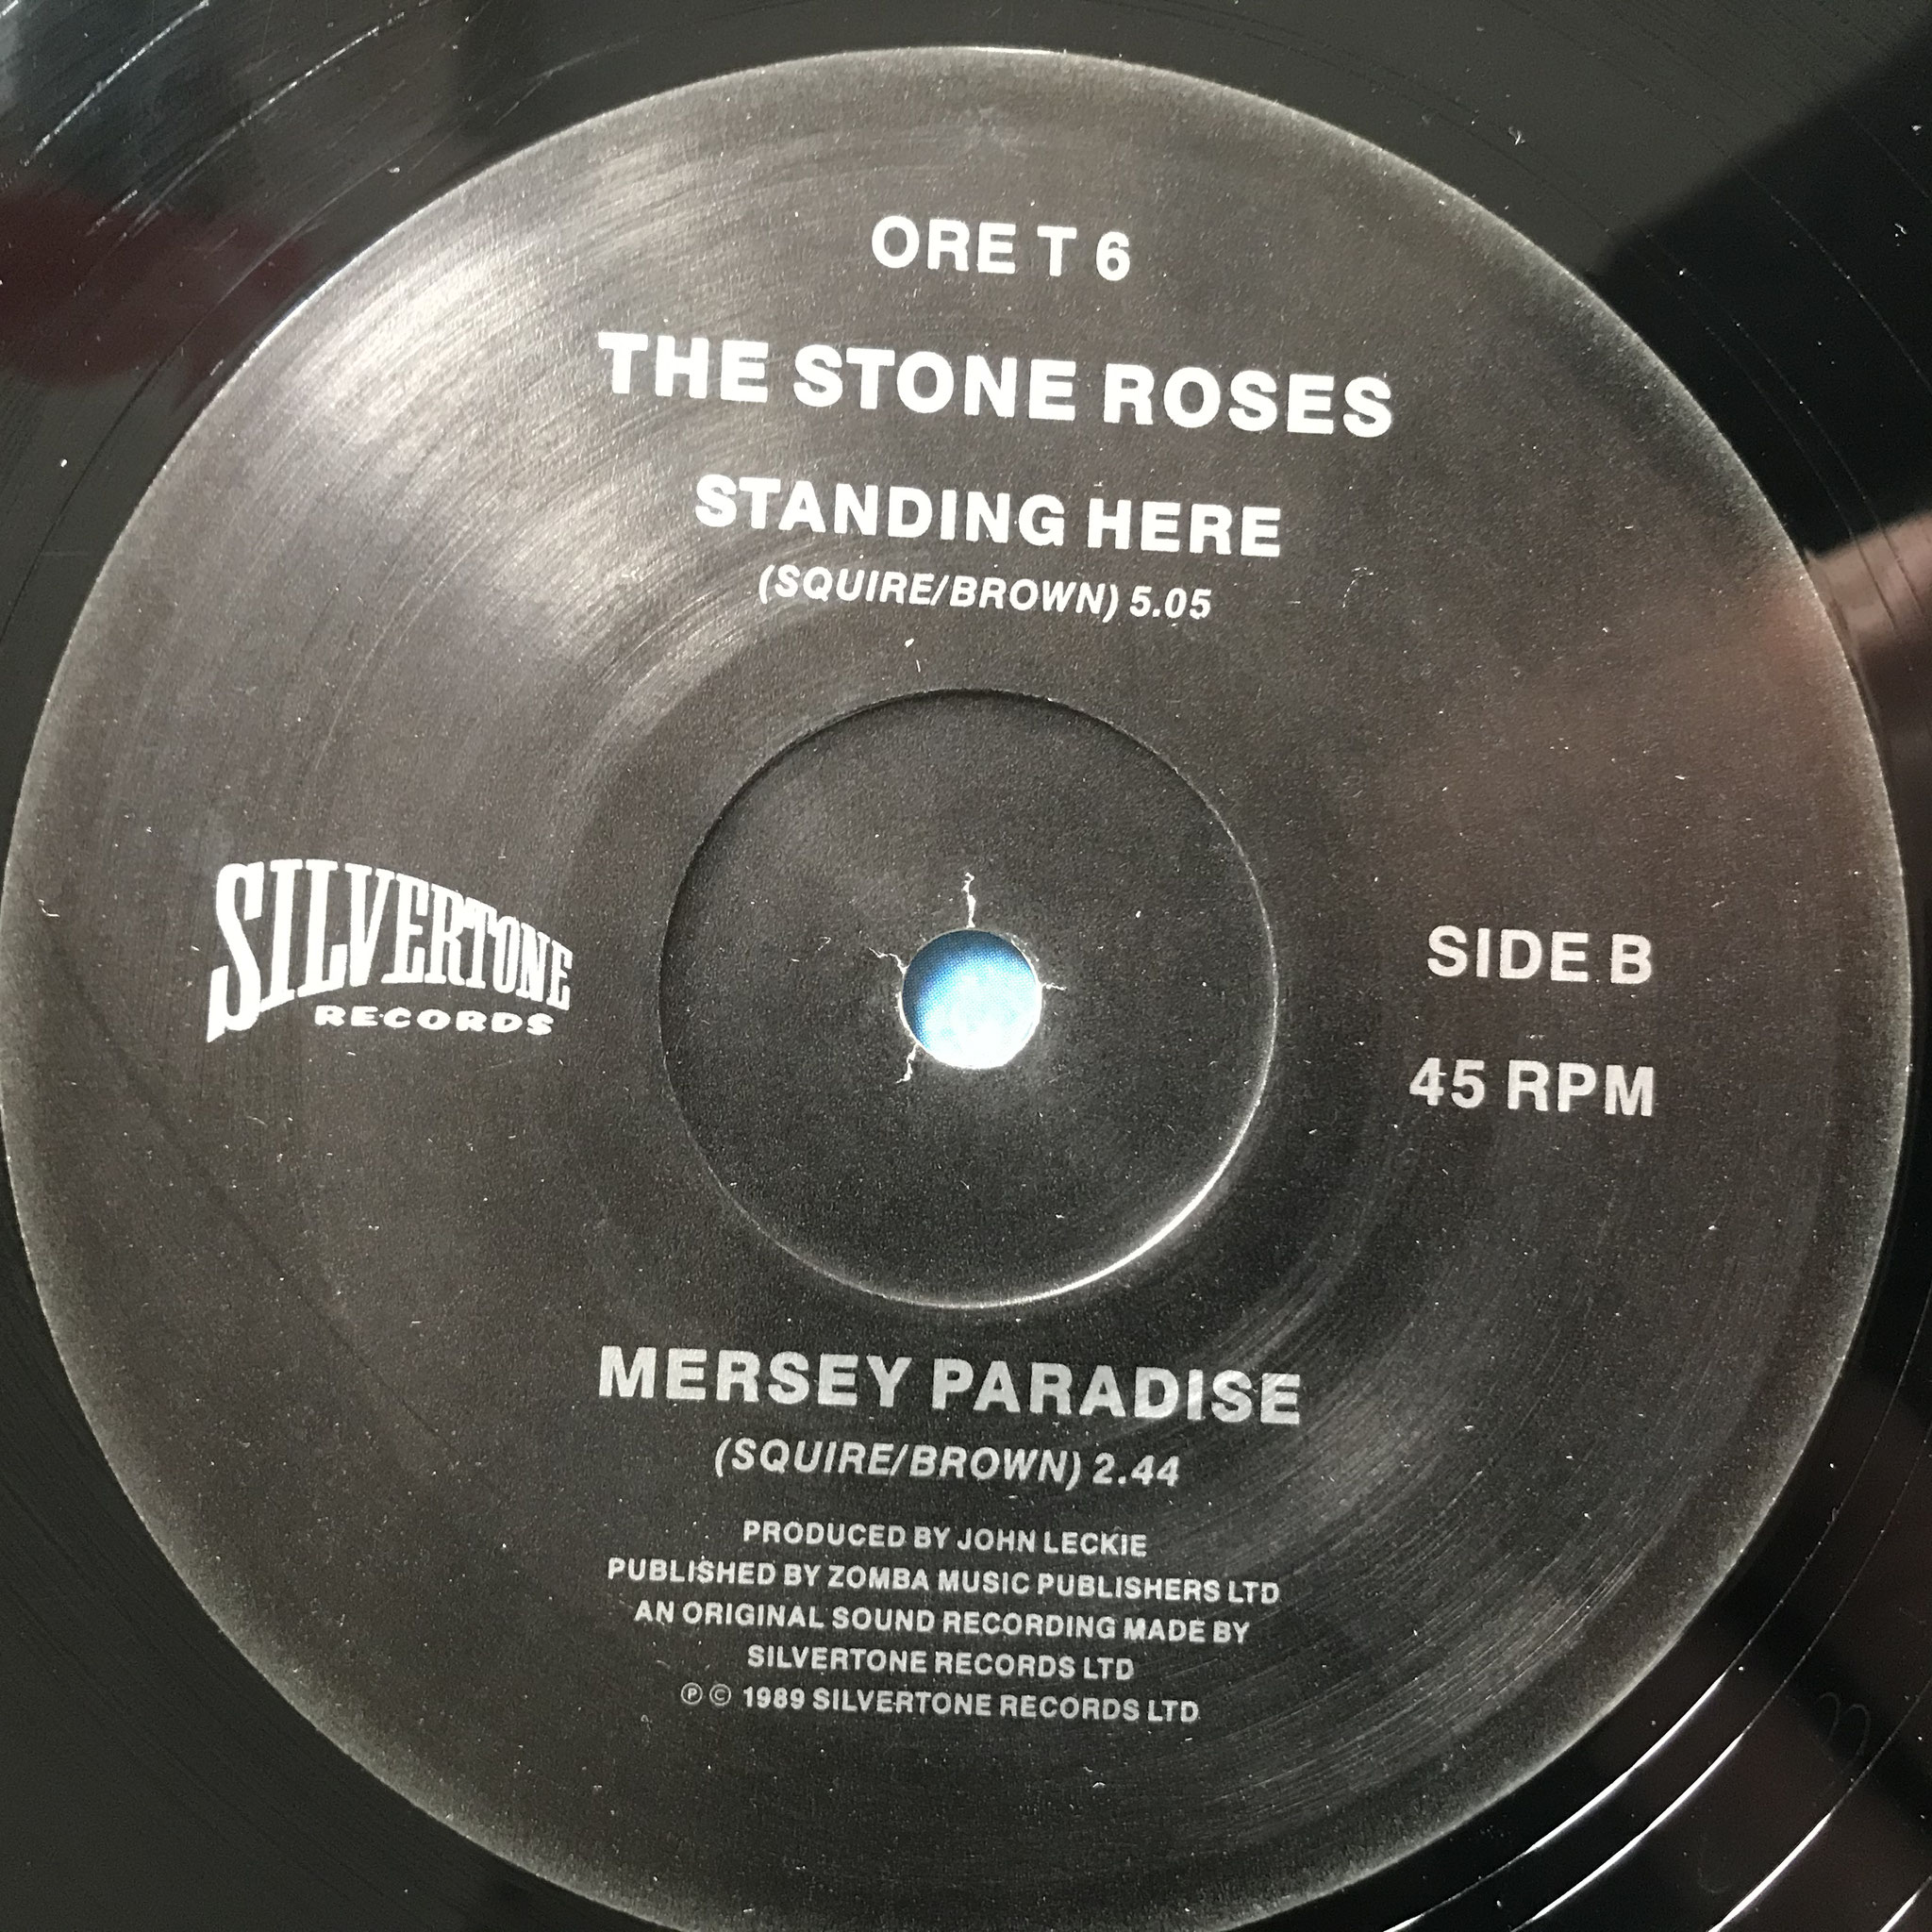 ORE T 6
THE STONE ROSES
STANDING HERE
(SQUIRE/BROWN) 5.05
SILVERTONE
RECORDS
SIDE B
45 RPM
MERSEY PARADISE
(SQUIRE/BROWN) 2.44
PRODUCED BY JOHN LECKIE
PUBLISHED BY ZOMBA MUSIC PUBLISHERS LTD
AN ORIGINAL SOUND RECORDING MADE BY
SILVERTONE RECORDS LTD
℗ © 1989 SILVERTONE RECORDS LTD